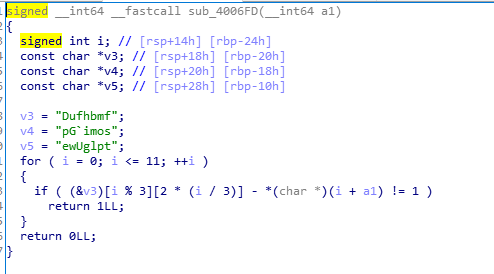 signed __int64 __fastcall sub_4006FD(__int64 a1)
{
  signed int i; // [rsp+14h] [rbp-24h]
  const char *v3; // [rsp+18h] [rbp-20h]
  const char *v4; // [rsp+20h] [rbp-18h]
  const char *v5; // [rsp+28h] [rbp-10h]

  v3 = "Dufhbmf";
  v4 = "pG`imos";
  v5 = "ewUglpt";
  for ( i = 0; i <= 11; ++i )
  {
    if ( (&v3)[i % 3][2 * (i / 3)] - *(char *)(i + a1) != 1 )
      return 1LL;
  }
  return 0LL;
}